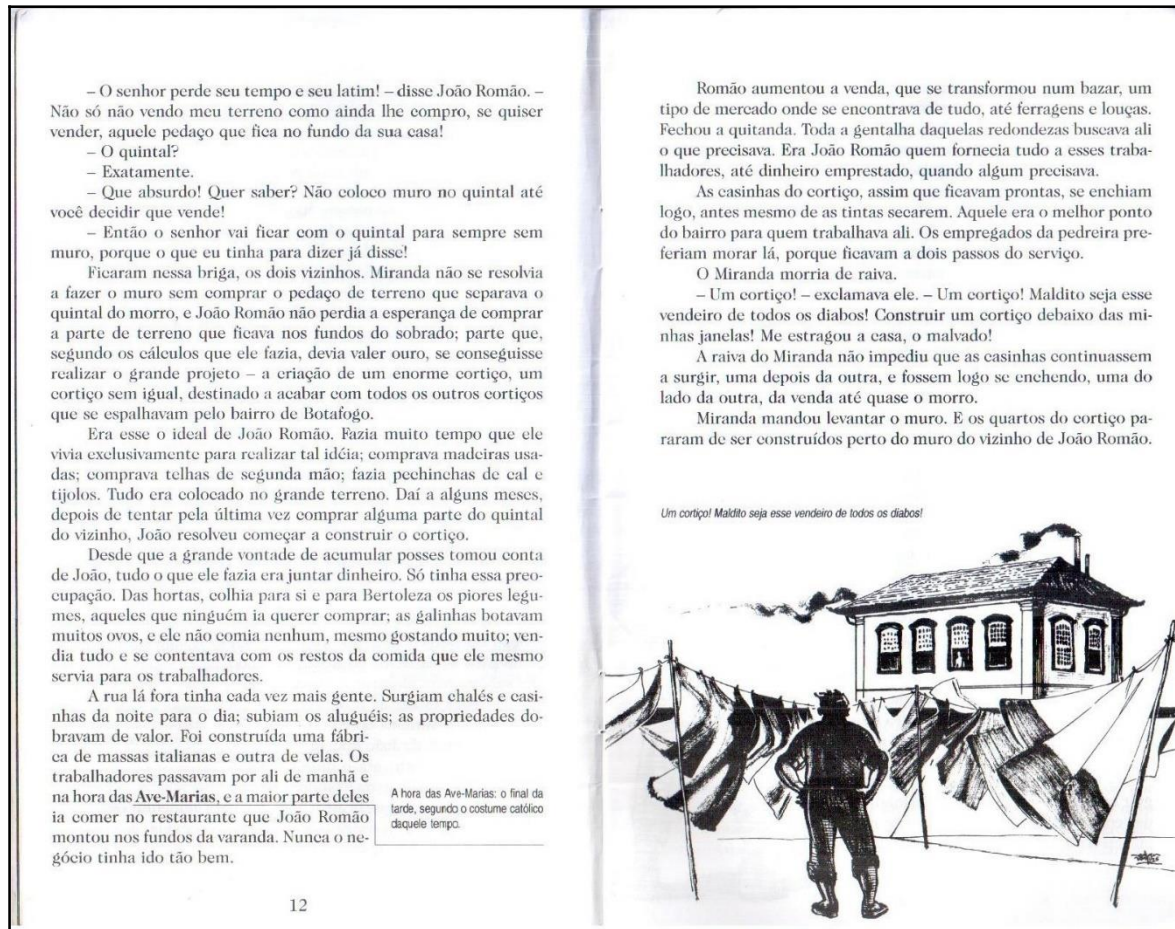 – O senhor perde seu tempo e seu latim! – disse João Romão. –
Não só não vendo meu terreno como ainda lhe compro, se quiser
vender, aquele pedaço que fica no fundo da sua casa!
– O quintal?
– Exatamente.
– Que absurdo! Quer saber? Não coloco muro no quintal até
você decidir que vende!
– Então o senhor vai ficar com o quintal para sempre sem
muro, porque o que eu tinha para dizer já disse!
Ficaram nessa briga, os dois vizinhos. Miranda não se resolvia
a fazer o muro sem comprar o pedaço de terreno que separava o
quintal do morro, e João Romão não perdia a esperança de comprar
a parte de terreno que ficava nos fundos do sobrado; parte que,
segundo os cálculos que ele fazia, devia valer ouro, se conseguisse
realizar o grande projeto – a criação de um enorme cortiço, um
cortiço sem igual, destinado a acabar com todos os outros cortiços
que se espalhavam pelo bairro de Botafogo.
Era esse o ideal de João Romão. Fazia muito tempo que ele
vivia exclusivamente para realizar tal idéia; comprava madeiras usa-
das; comprava telhas de segunda mão; fazia pechinchas de cal e
tijolos. Tudo era colocado no grande terreno. Daí a alguns meses,
depois de tentar pela última vez comprar alguma parte do quintal
do vizinho, João resolveu começar a construir o cortiço.
Desde que a grande vontade de acumular posses tomou conta
de João, tudo o que ele fazia era juntar dinheiro. Só tinha essa preo-
cupação. Das hortas, colhia para si e para Bertoleza os piores legu-
mes, aqueles que ninguém ia querer comprar; as galinhas botavam
muitos ovos, e ele não comia nenhum, mesmo gostando muito; ven-
dia tudo e se contentava com os restos da comida que ele mesmo
servia para os trabalhadores.
A rua lá fora tinha cada vez mais gente. Surgiam chalés e casi-
nhas da noite para o dia; subiam os aluguéis; as propriedades do-
bravam de valor. Foi construída uma fábri-
ca de massas italianas e outra de velas. Os
trabalhadores passavam por ali de manhã e
na hora das Ave-Marias, e a maior parte deles
ia comer no restaurante que João Romão
montou nos fundos da varanda. Nunca o ne-
gócio tinha ido tão bem.
A hora das Ave-Marias: o final da
tarde, segundo o costume católico
daquele tempo.
12
Romão aumentou a venda, que se transformou num bazar, um
tipo de mercado onde se encontrava de tudo, até ferragens e louças.
Fechou a quitanda. Toda a gentalha daquelas redondezas buscava ali
o que precisava. Era João Romão quem fornecia tudo a esses traba-
lhadores, até dinheiro emprestado, quando algum precisava.
As casinhas do cortiço, assim que ficavam prontas, se enchiam
logo, antes mesmo de as tintas secarem. Aquele era o melhor ponto
do bairro para quem trabalhava ali. Os empregados da pedreira pre-
feriam morar lá, porque ficavam a dois passos do serviço.
O Miranda morria de raiva.
– Um cortiço! – exclamava ele. – Um cortiço! Maldito seja esse
vendeiro de todos os diabos! Construir um cortiço debaixo das mi-
nhas janelas! Me estragou a casa, o malvado!
A raiva do Miranda não impediu que as casinhas continuassem
a surgir, uma depois da outra, e fossem logo se enchendo, uma do
lado da outra, da venda até quase o morro.
Miranda mandou levantar o muro. E os quartos do cortiço pa-
raram de ser construídos perto do muro do vizinho de João Romão.
Um cortiço! Maldito seja esse vendeiro de todos os diabos!